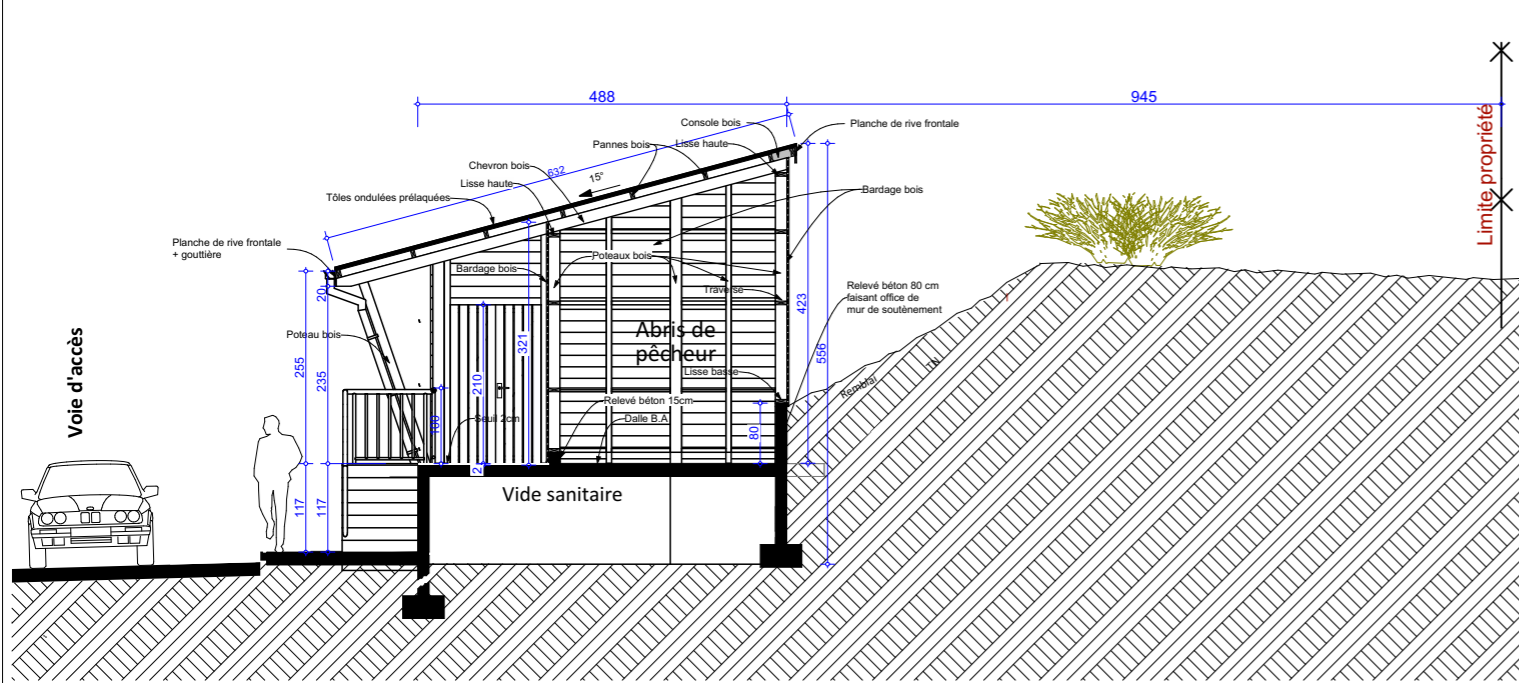 488
945
Limite propriété
Console bois
Planche de rive frontale
Pannes bois
Lisse haute
Chevron bois
632
15°
Lisse haute
Tôles ondulées prélaquées
Bardage bois
Planche de rive frontale
+ gouttière
Poteaux bois
Bardage bois
Traverse
Relevé béton 80 cm
faisant office de
mur de soutènement
20
423
556
Poteau bois
Abris de
pêcheur
321
Voie d'accès
255
235
210
Lisse basse
Remblai
TN
100
Relevé béton 15cm
Seuil 2cm
Dalle B.A
80
2
Vide sanitaire
117
117